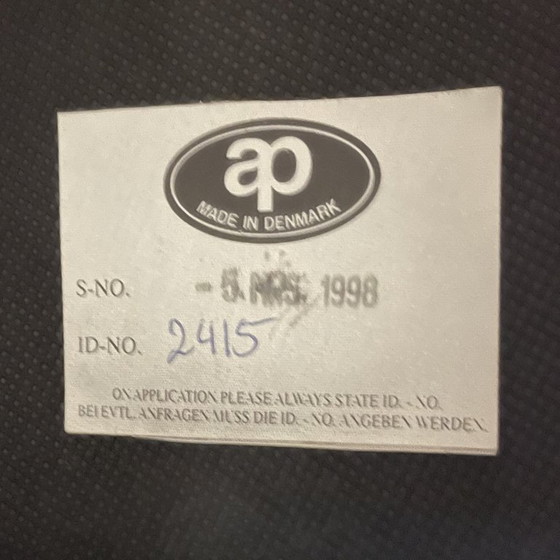 ap
MADE IN DENMARK
S-NO. - 5. MRS. 1998
ID-NO. 2415
ON APPLICATION PLEASE ALWAYS STATE ID. - NO.
BEI EVTL. ANFRAGEN MUSS DIE ID. - NO. ANGEBEN WERDEN.